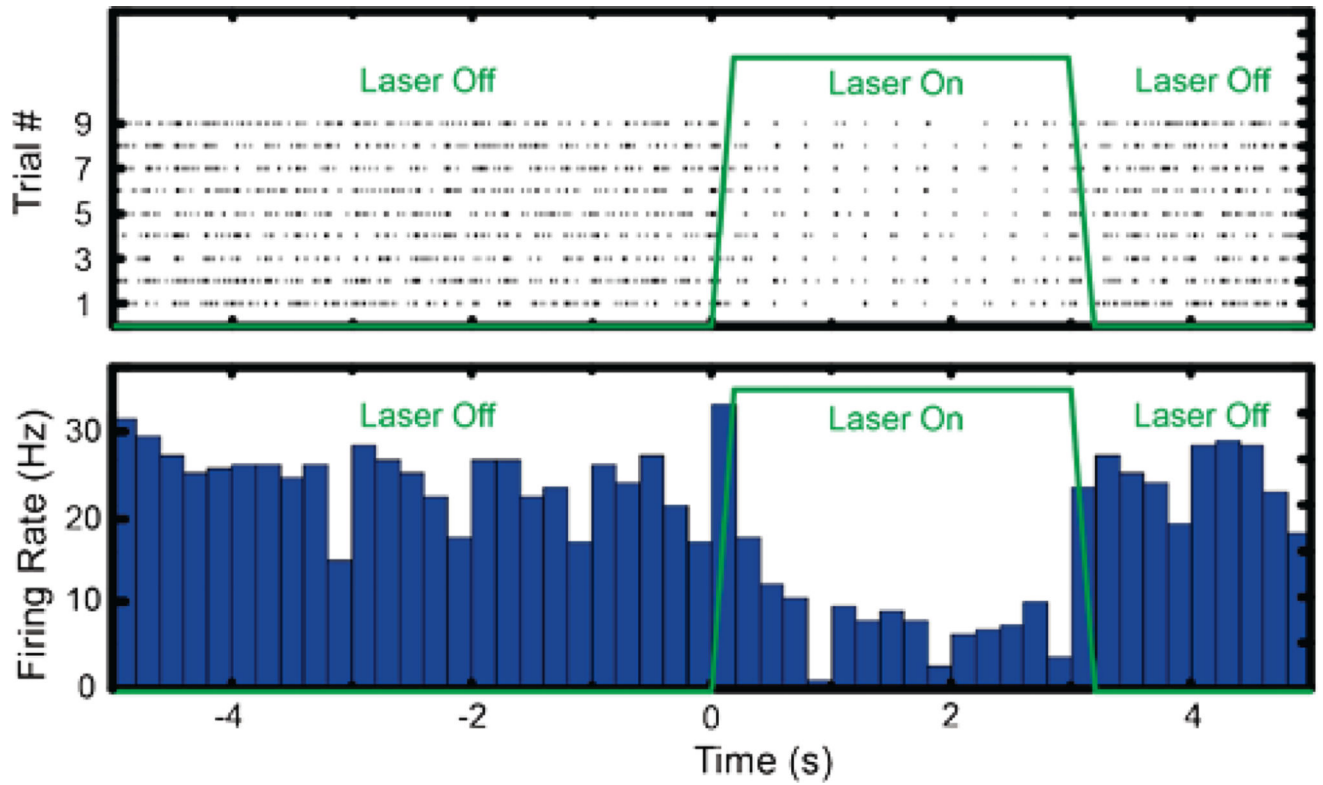 Laser Off
Laser On
Laser Off
Trial #
9
7
5
3
1
Laser Off
Laser On
Laser Off
Firing Rate (Hz)
30
20
10
0
-4 -2 0 2 4
Time (s)